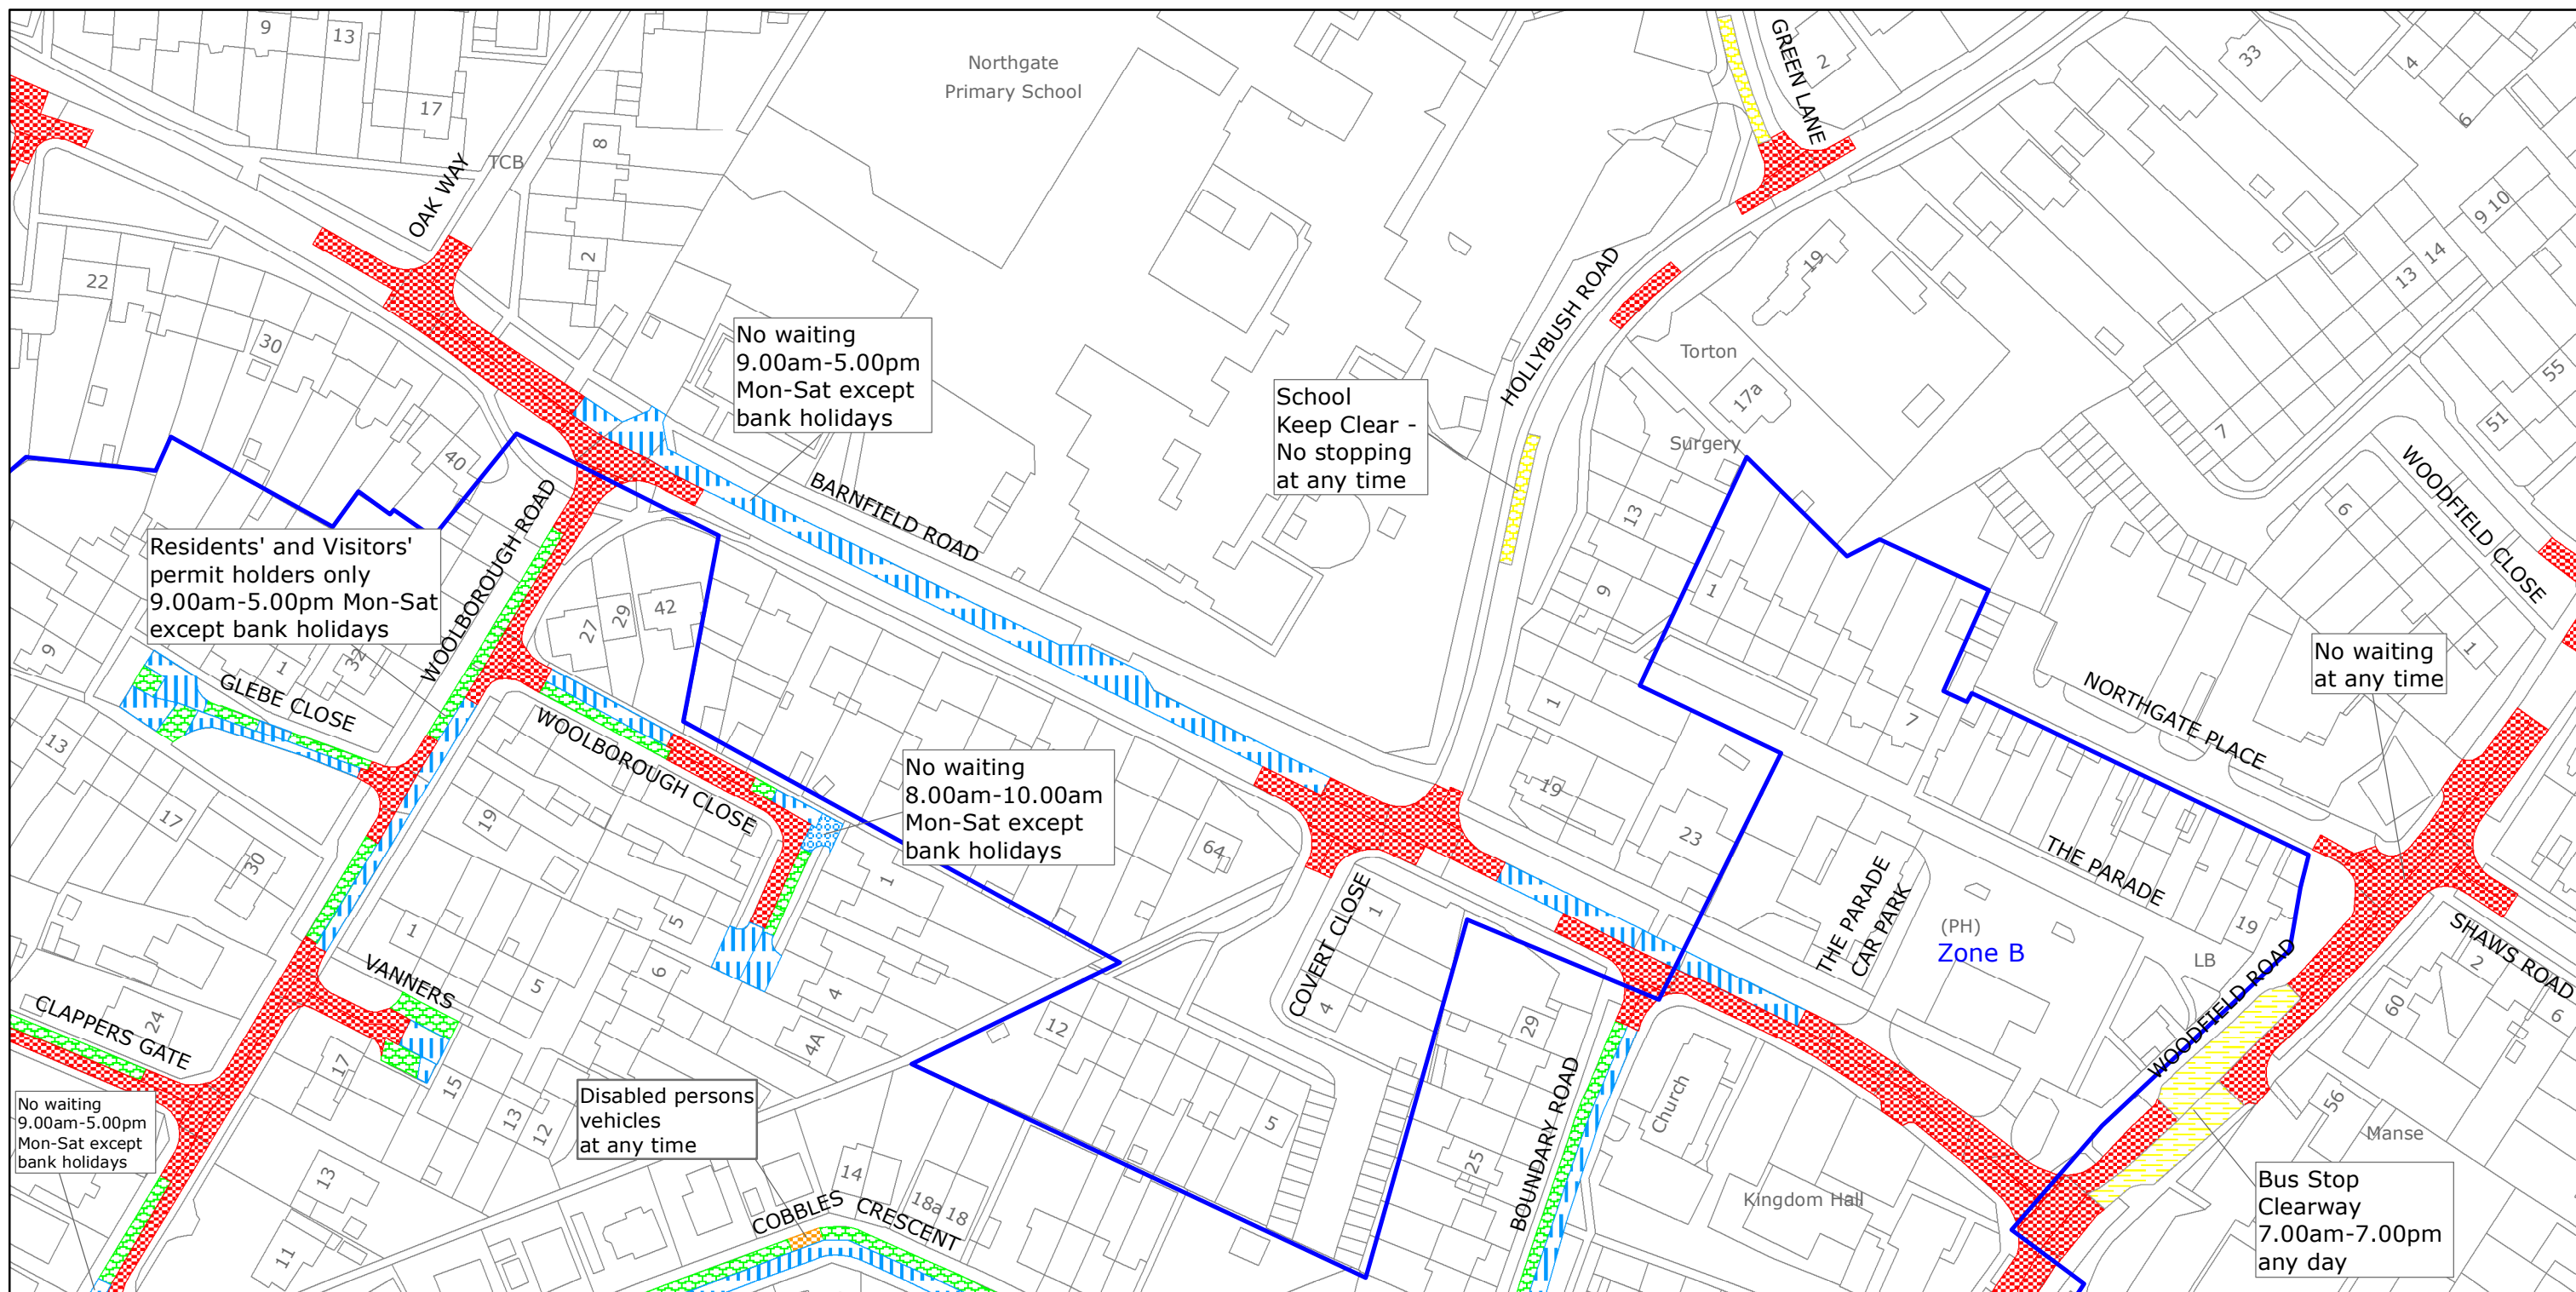 9
13
17
TCB
8
2
OAK WAY
Northgate
Primary School
GREEN LANE
2
33
4
6
9 10
14
13
22
30
40
No waiting
9.00am-5.00pm
Mon-Sat except
bank holidays
School
Keep Clear -
No stopping
at any time
HOLLYBUSH ROAD
19
Torton
17a
Surgery
13
9
1
7
55
51
WOODFIELD CLOSE
6
1
BARNFIELD ROAD
Residents' and Visitors'
permit holders only
9.00am-5.00pm Mon-Sat
except bank holidays
WOOLBOROUGH ROAD
27
29
42
9
1
32
GLEBE CLOSE
13
17
30
19
WOOLBOROUGH CLOSE
No waiting
8.00am-10.00am
Mon-Sat except
bank holidays
64
1
19
23
1
7
NORTHGATE PLACE
No waiting
at any time
THE PARADE
THE PARADE
CAR PARK
(PH)
Zone B
19
LB
WOODFIELD ROAD
SHAWS ROAD
2
6
60
56
Manse
1
5
5
6
1
4
4A
VANNERS
CLAPPERS GATE
24
17
15
13
12
13
11
No waiting
9.00am-5.00pm
Mon-Sat except
bank holidays
Disabled persons
vehicles
at any time
14
18a
18
COBBLES
CRESCENT
12
5
COVERT CLOSE
1
4
29
25
BOUNDARY ROAD
Church
Kingdom Hall
Bus Stop
Clearway
7.00am-7.00pm
any day